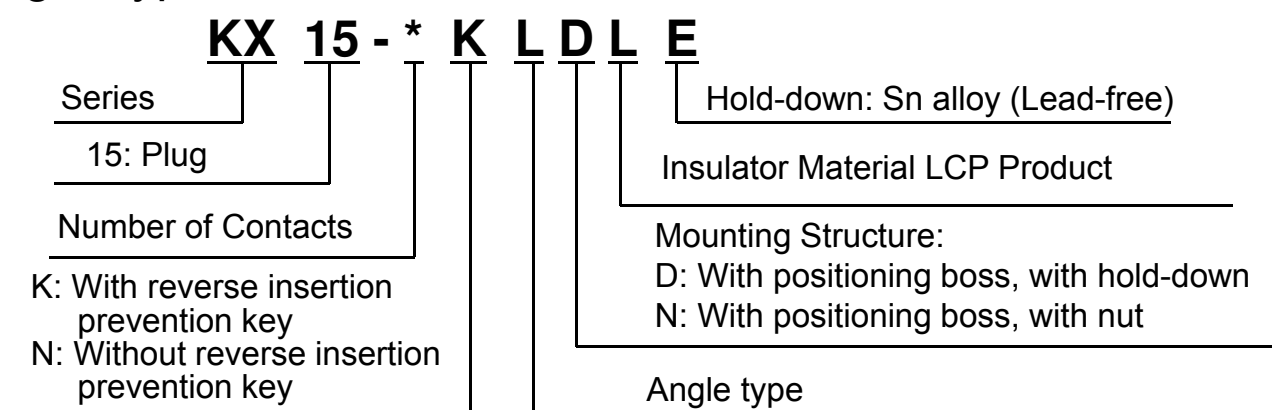 KX 15 - * K L D L E
Series
15: Plug
Number of Contacts
K: With reverse insertion
prevention key
N: Without reverse insertion
prevention key
Hold-down: Sn alloy (Lead-free)
Insulator Material LCP Product
Mounting Structure:
D: With positioning boss, with hold-down
N: With positioning boss, with nut
Angle type